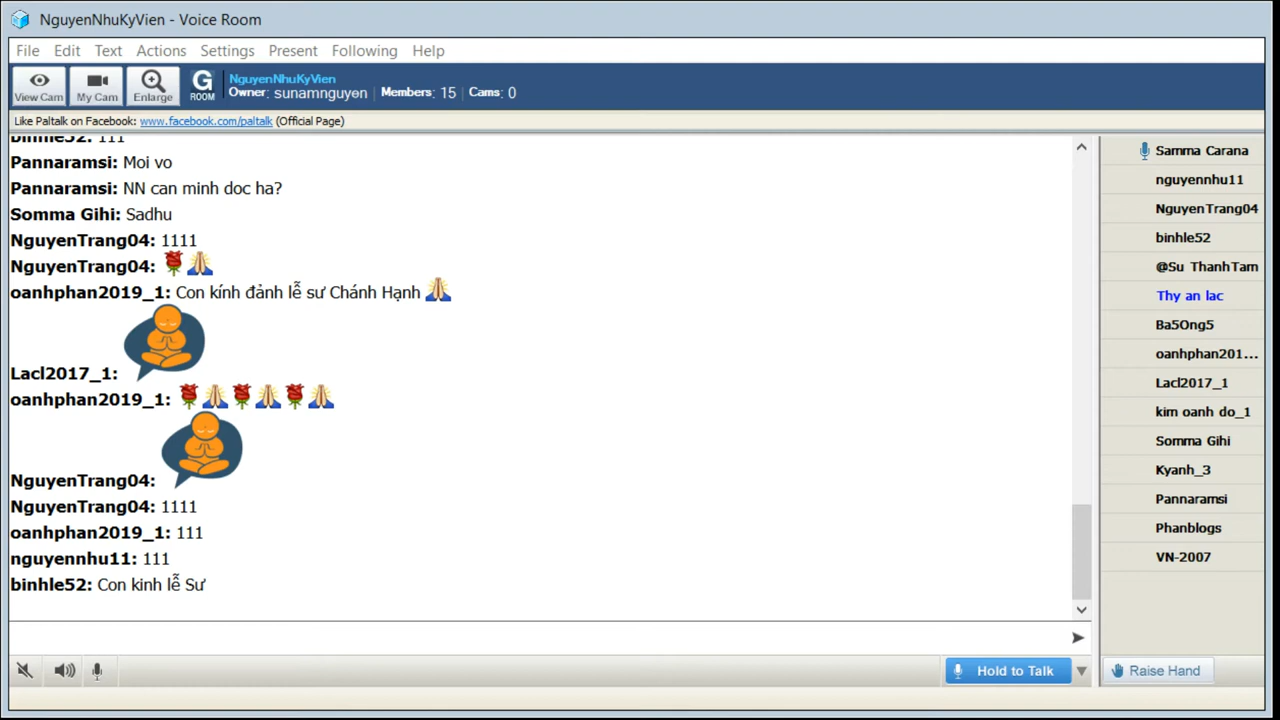 NguyenNhuKyVien - Voice Room
File Edit Text Actions Settings Present Following Help
View Cam My Cam Enlarge G ROOM
NguyenNhuKyVien
Owner: sunamnguyen | Members: 15 | Cams: 0
Like Paltalk on Facebook: www.facebook.com/paltalk (Official Page)
binhle52: 111
Pannaramsi: Moi vo
Pannaramsi: NN can minh doc ha?
Somma Gihi: Sadhu
NguyenTrang04: 1111
NguyenTrang04:
oanhphan2019_1: Con kính đảnh lễ sư Chánh Hạnh
Lacl2017_1:
oanhphan2019_1:
NguyenTrang04:
NguyenTrang04: 1111
oanhphan2019_1: 111
nguyennhu11: 111
binhle52: Con kinh lễ Sư
Samma Carana
nguyennhu11
NguyenTrang04
binhle52
@Su ThanhTam
Thy an lac
Ba5Ong5
oanhphan201...
Lacl2017_1
kim oanh do_1
Somma Gihi
Kyanh_3
Pannaramsi
Phanblogs
VN-2007
Hold to Talk
Raise Hand